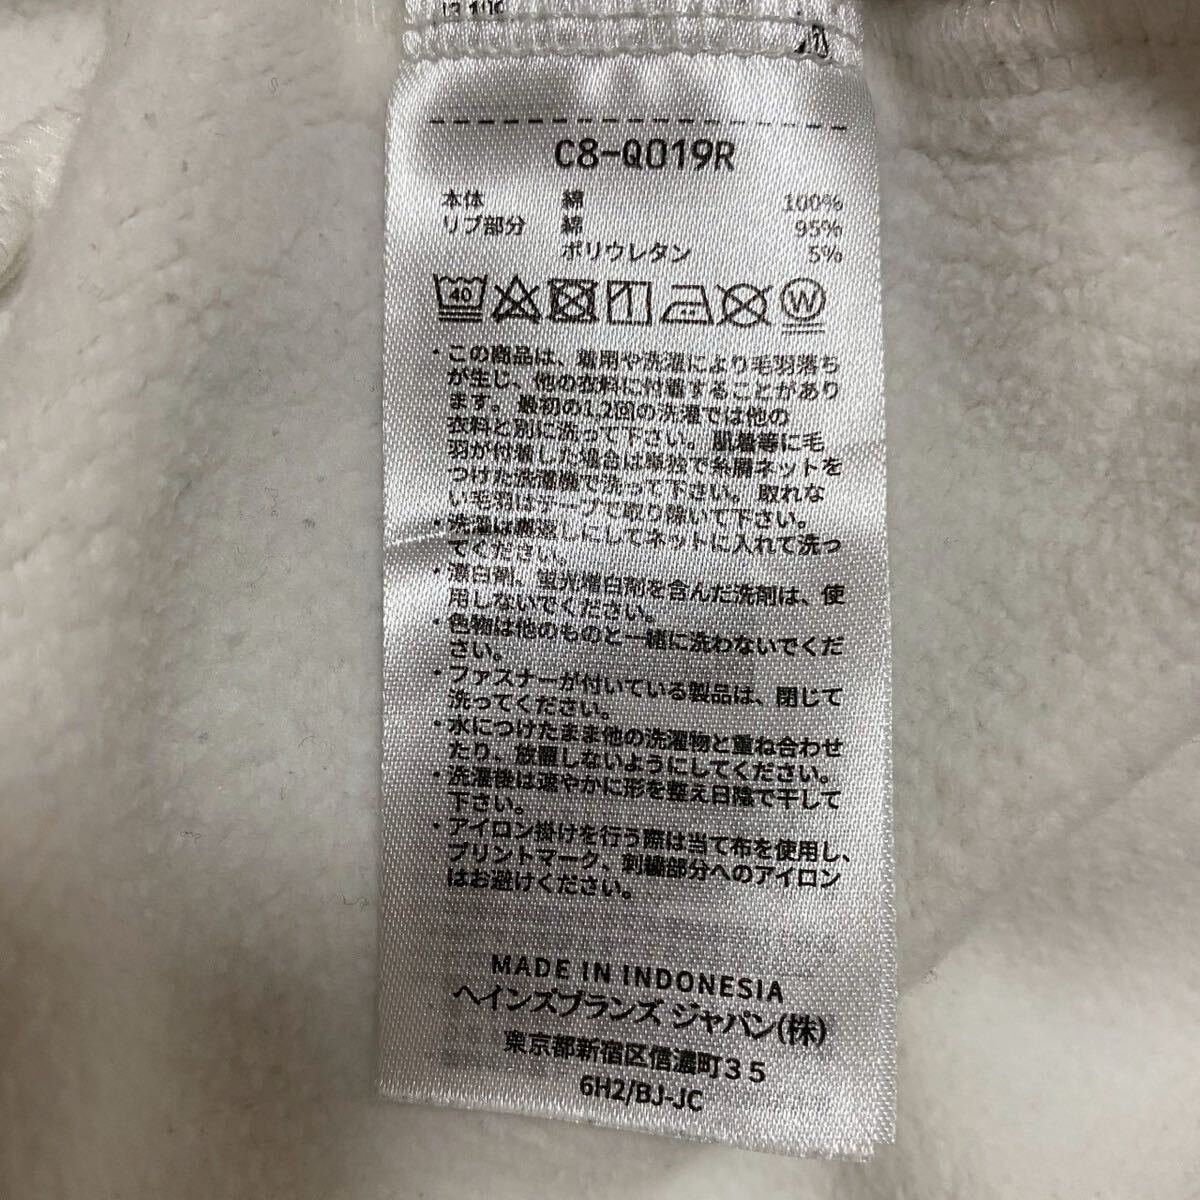 C8-Q019R
本体 綿 100%
リブ部分 綿 95%
ポリウレタン 5%
40 W
・この商品は、着用や洗濯により毛羽落ち
が生じ、他の衣料に付着することがあり
ます。最初の1,2回の洗濯では他の
衣料と別に洗って下さい。肌着等に毛
羽が付着した場合は単独で糸屑ネットを
つけた洗濯機で洗って下さい。取れな
い毛羽はテープで取り除いて下さい。
・洗濯は裏返しにしてネットに入れて洗っ
てください。
・漂白剤、蛍光増白剤を含んだ洗剤は、使
用しないでください。
・色物は他のものと一緒に洗わないでくだ
さい。
・ファスナーが付いている製品は、閉じて
洗ってください。
・水につけたまま他の洗濯物と重ね合わせ
たり、放置しないようにしてください。
・洗濯後は速やかに形を整え日陰で干して
下さい。
・アイロン掛けを行う際は当て布を使用し、
プリントマーク、刺繍部分へのアイロン
はお避けください。
MADE IN INDONESIA
ヘインズブランズ ジャパン(株)
東京都新宿区信濃町35
6H2/BJ-JC